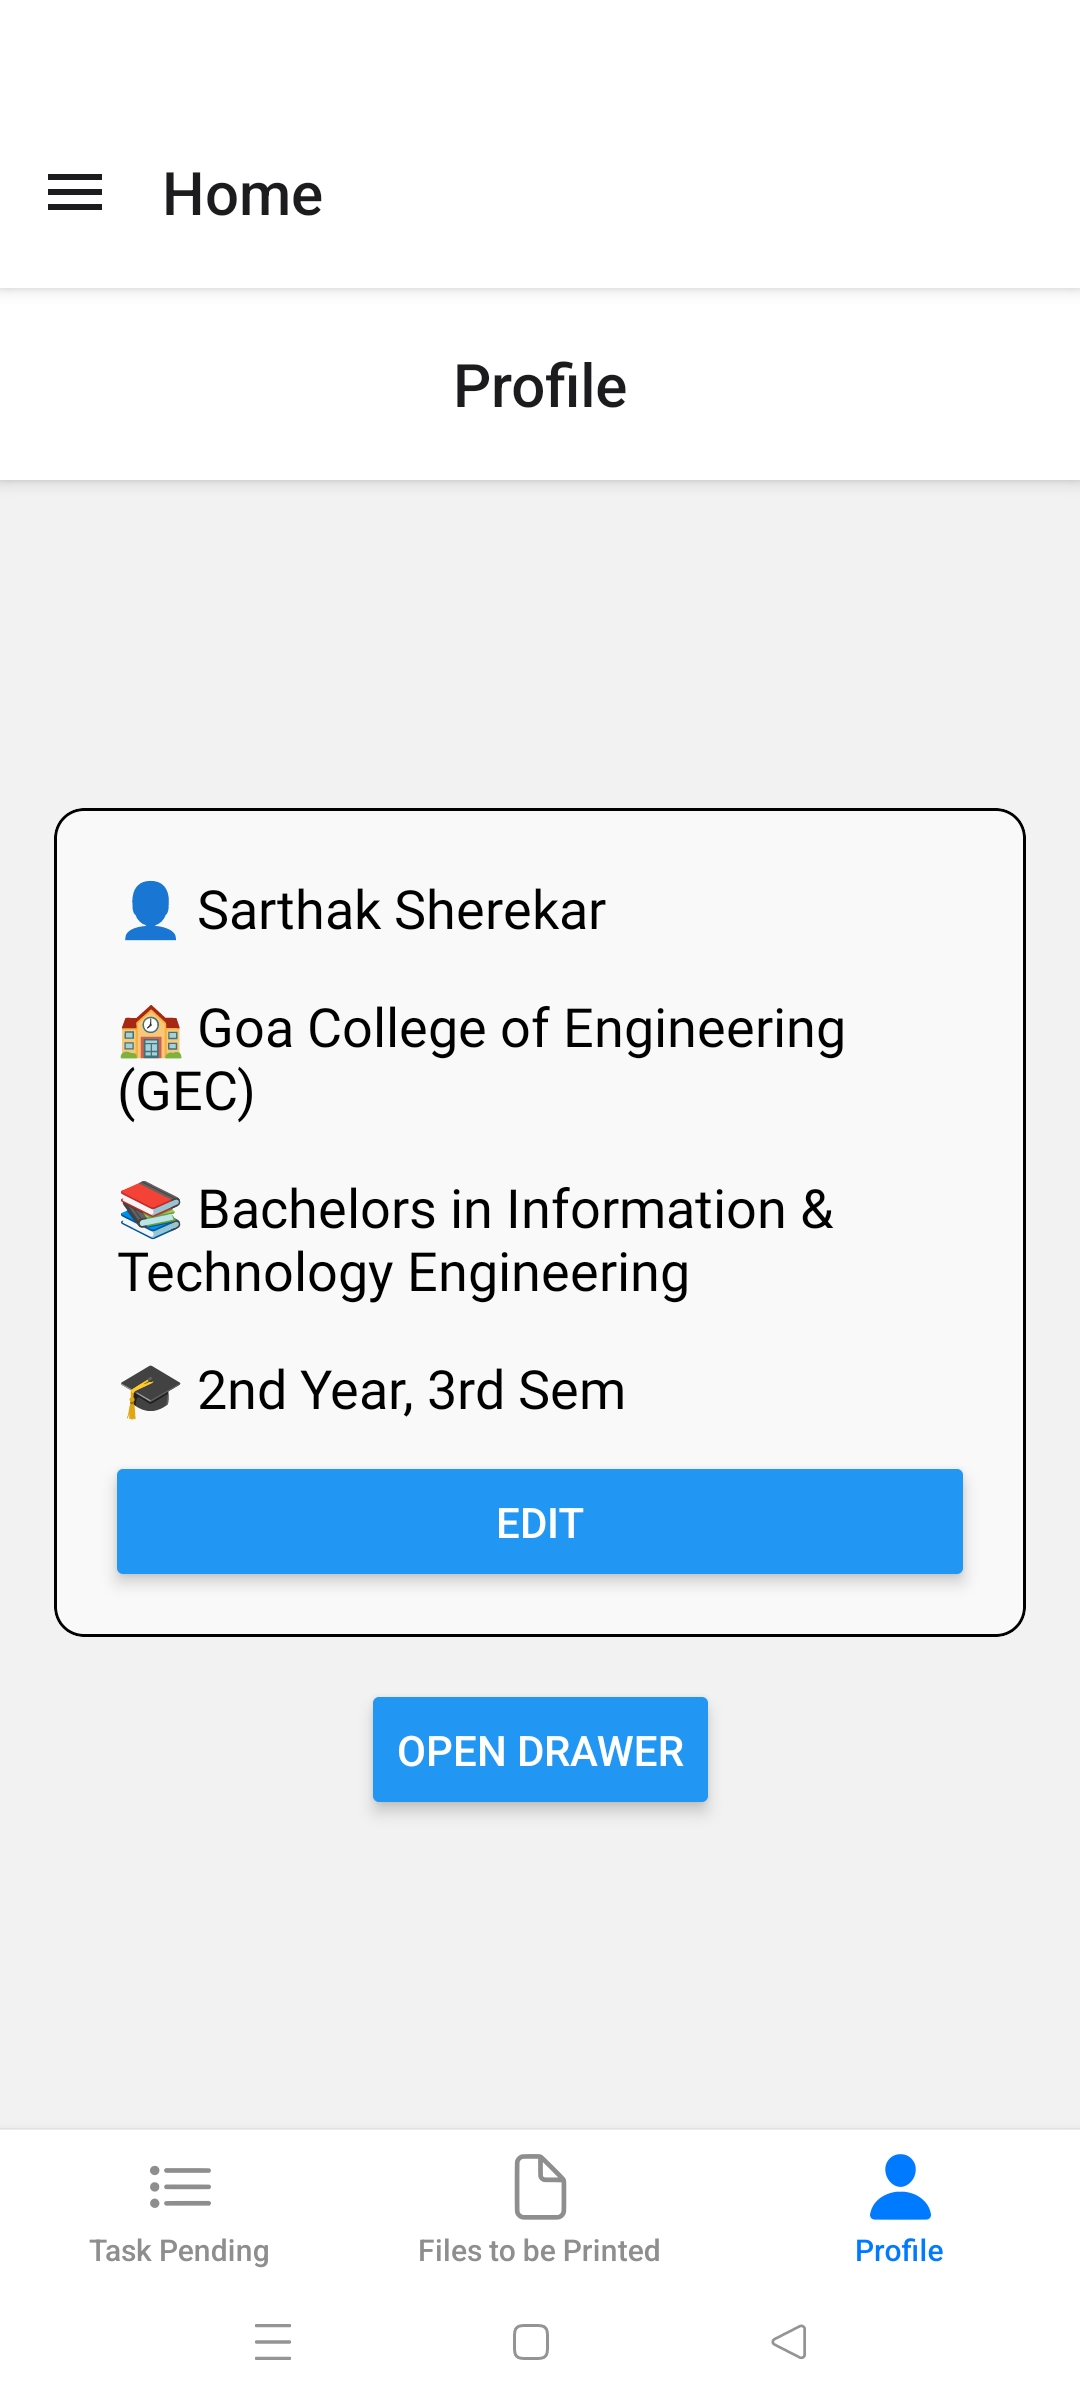 Home
Profile
👤 Sarthak Sherekar
🏫 Goa College of Engineering
(GEC)
📚 Bachelors in Information &
Technology Engineering
🎓 2nd Year, 3rd Sem
EDIT
OPEN DRAWER
Task Pending
Files to be Printed
Profile